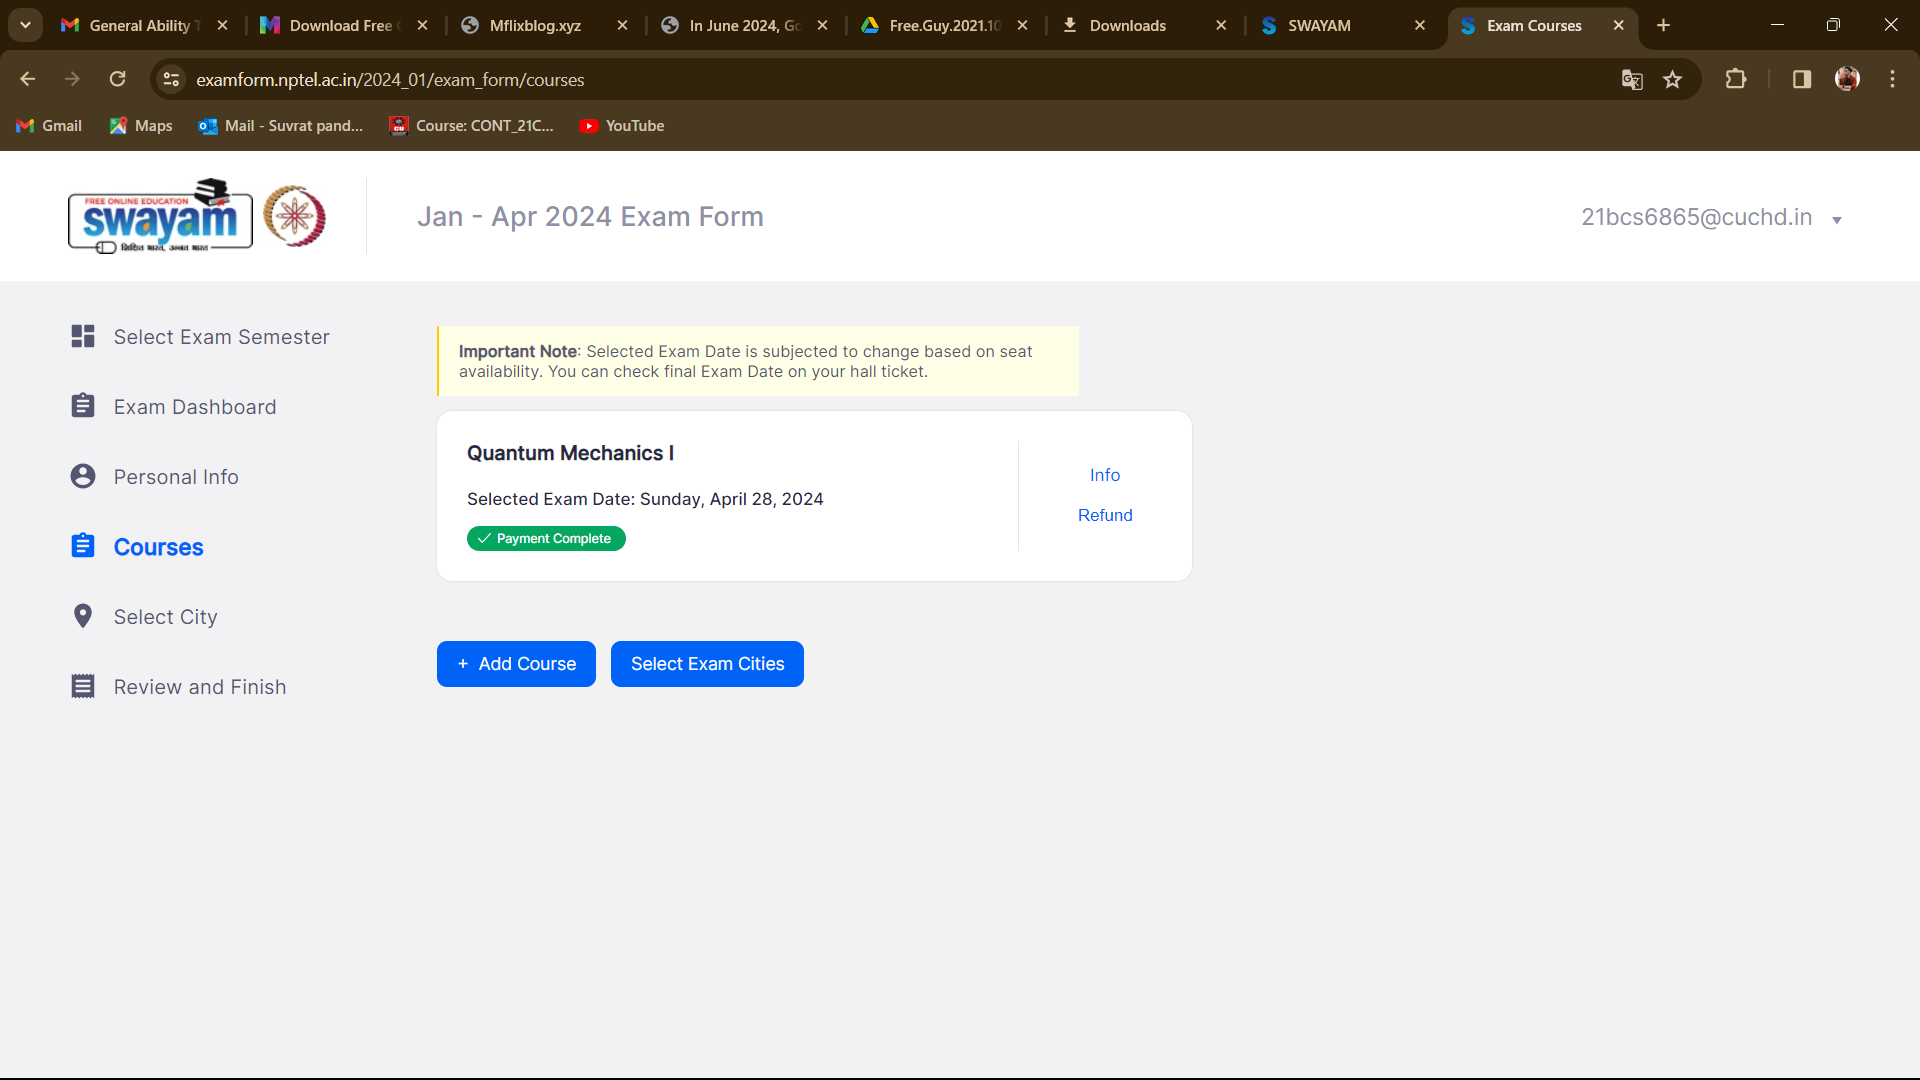 General Ability T
Download Free
Mflixblog.xyz
In June 2024, Go
Free.Guy.2021.10
Downloads
SWAYAM
Exam Courses
examform.nptel.ac.in/2024_01/exam_form/courses
Gmail
Maps
Mail - Suvrat pand...
Course: CONT_21C...
YouTube
FREE ONLINE EDUCATION
swayam
शिक्षित भारत, उन्नत भारत
Jan - Apr 2024 Exam Form
21bcs6865@cuchd.in
Select Exam Semester
Exam Dashboard
Personal Info
Courses
Select City
Review and Finish
Important Note: Selected Exam Date is subjected to change based on seat
availability. You can check final Exam Date on your hall ticket.
Quantum Mechanics I
Selected Exam Date: Sunday, April 28, 2024
Payment Complete
Info
Refund
+ Add Course
Select Exam Cities